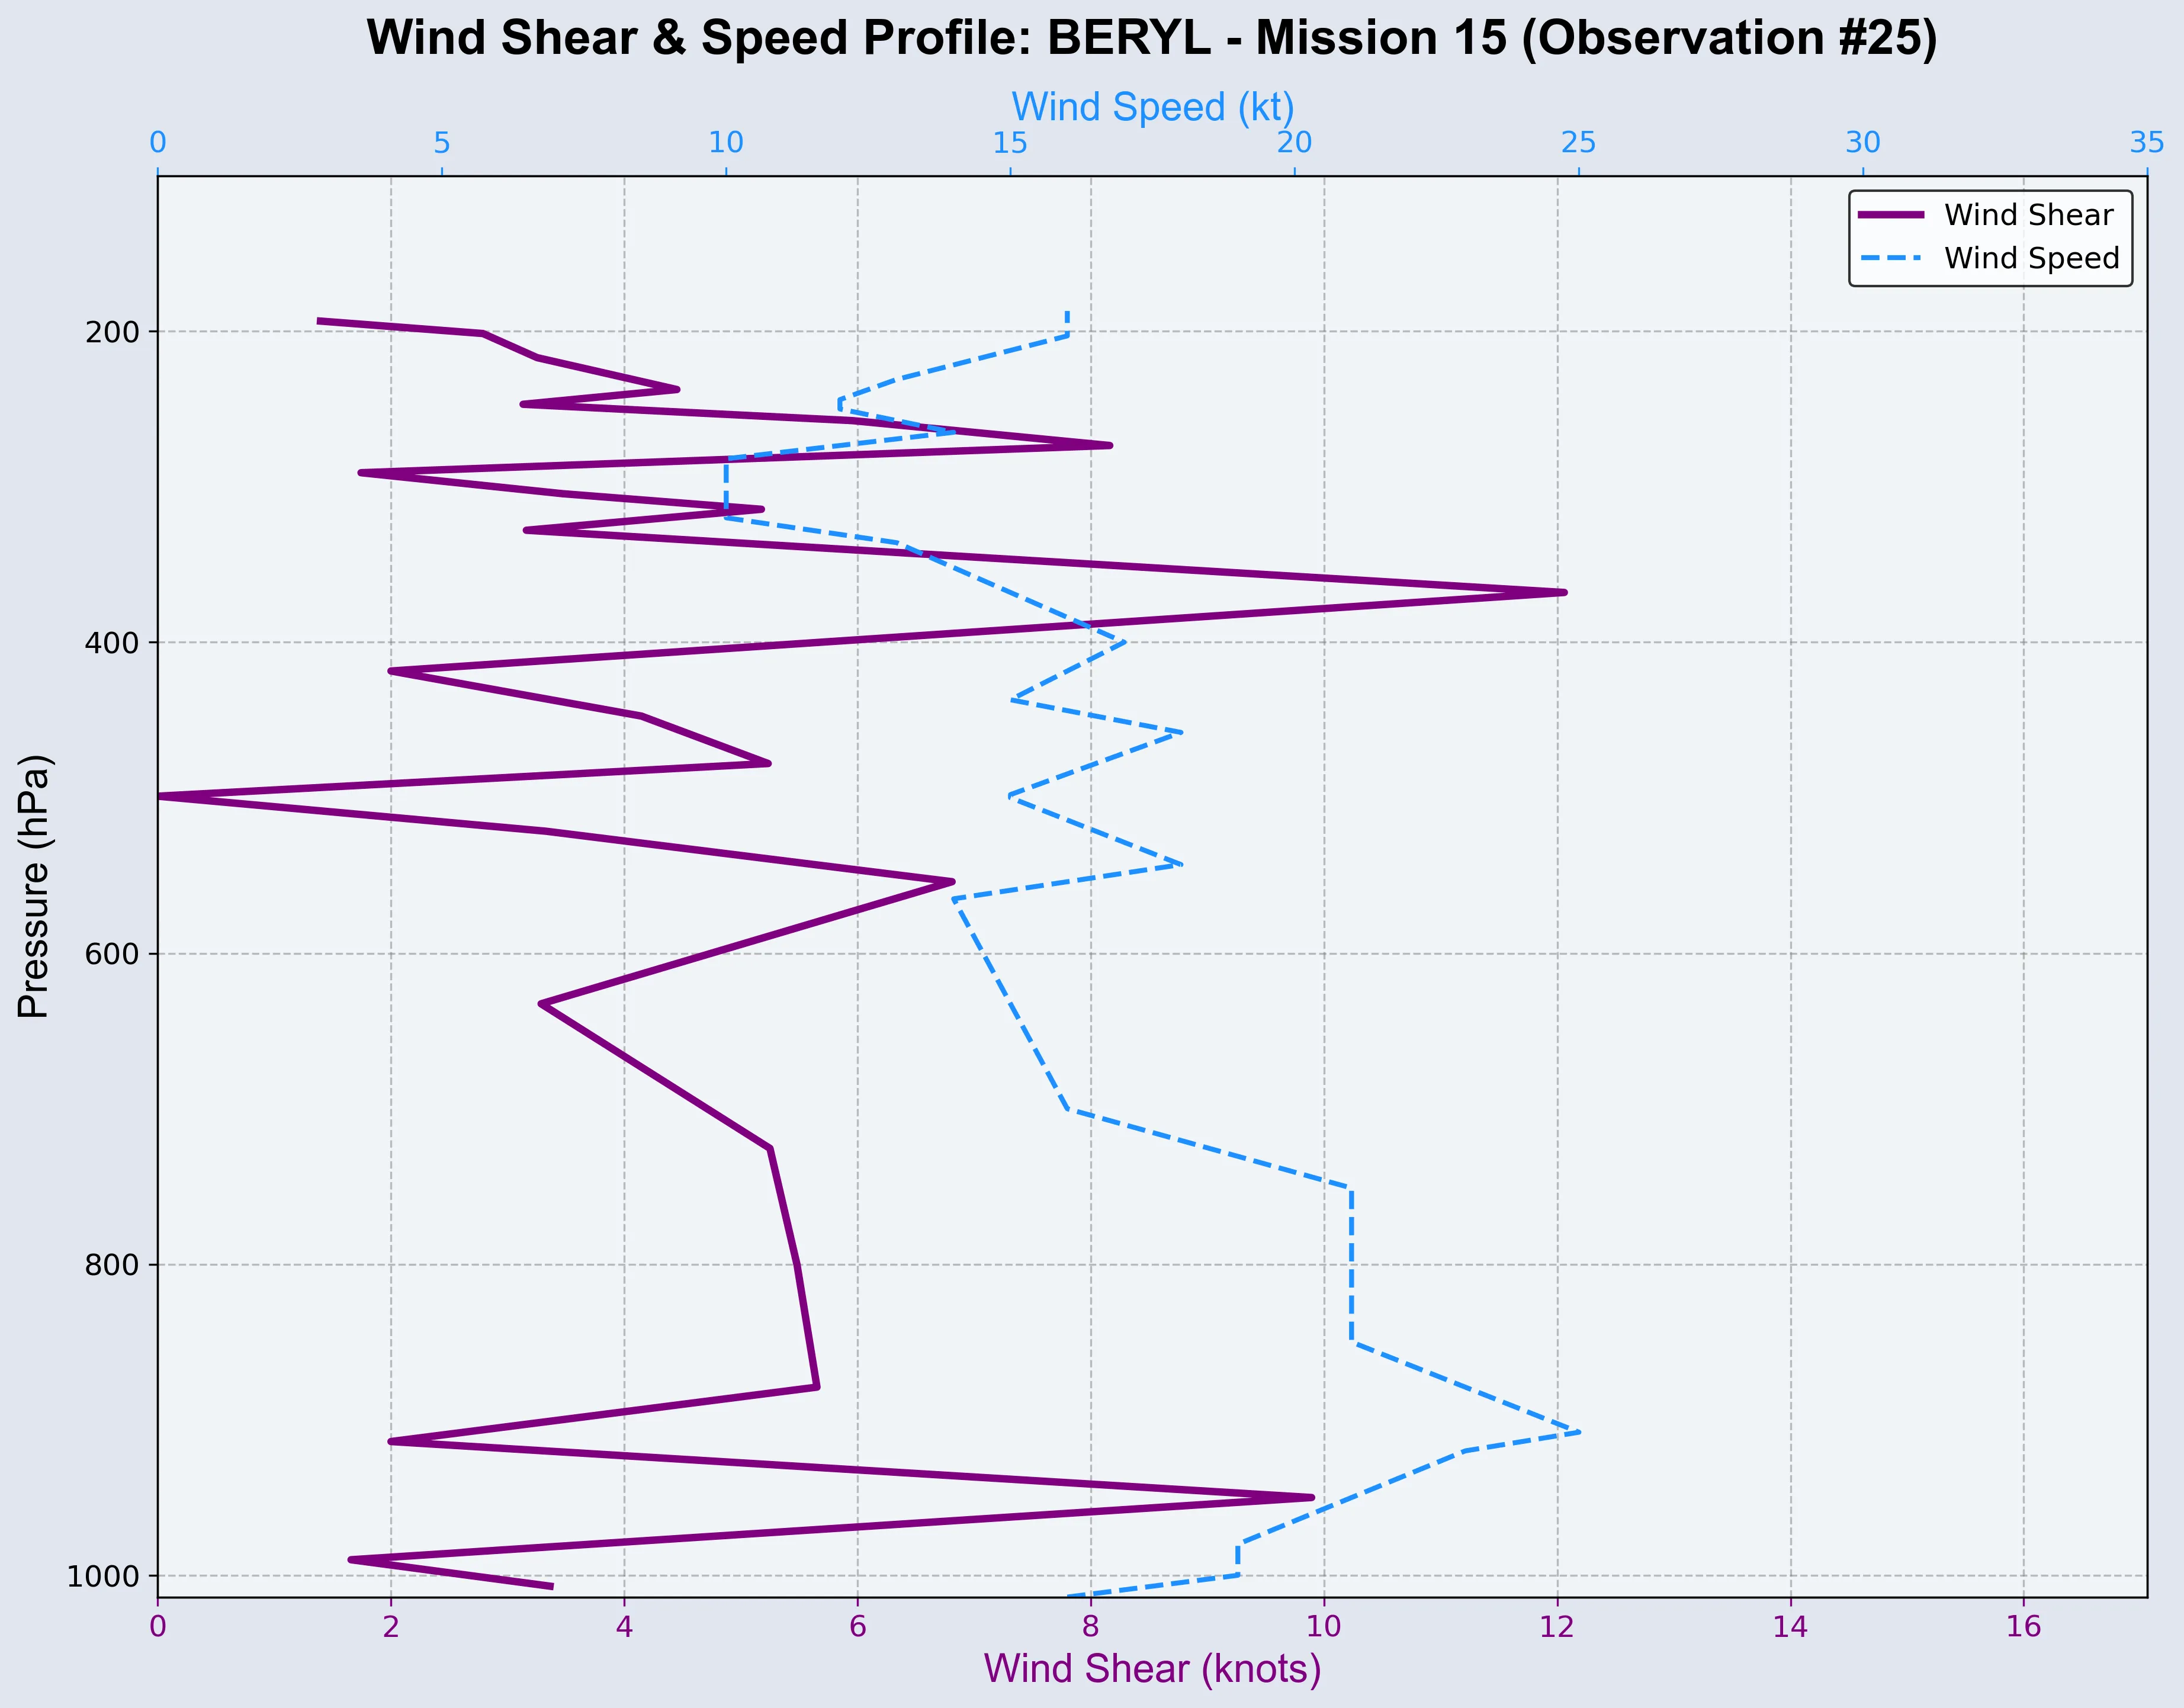 Wind Shear & Speed Profile: BERYL - Mission 15 (Observation #25)
Wind Speed (kt)
0 5 10 15 20 25 30 35
Wind Shear
Wind Speed
200
400
600
800
1000
Pressure (hPa)
0 2 4 6 8 10 12 14 16
Wind Shear (knots)